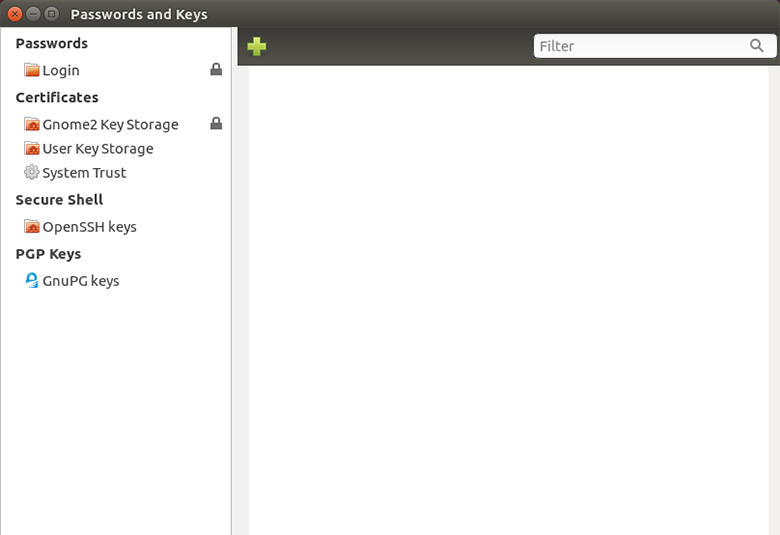 Passwords and Keys
Filter
Passwords
Login
Certificates
Gnome2 Key Storage
User Key Storage
System Trust
Secure Shell
OpenSSH keys
PGP Keys
GnuPG keys